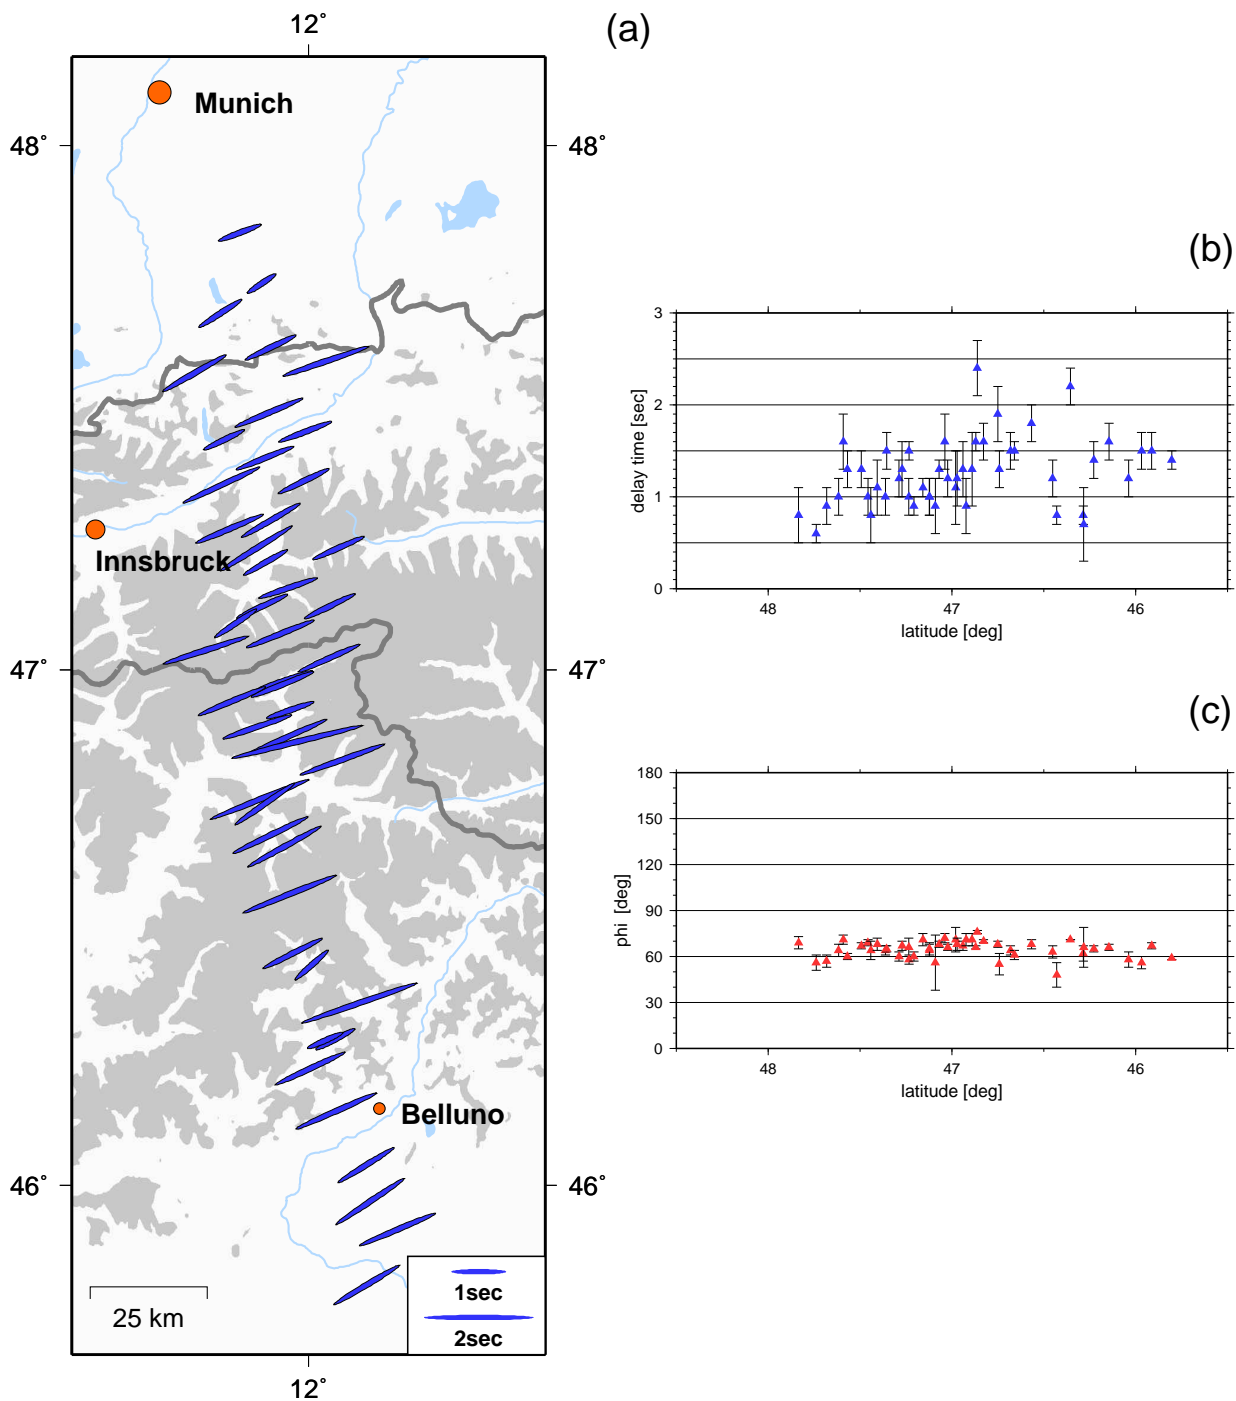 12°
(a)
Munich
48°
48°
(b)
Innsbruck
47°
47°
3
2
1
0
delay time [sec]
48
47
46
latitude [deg]
(c)
180
150
120
90
60
30
0
phi [deg]
48
47
46
latitude [deg]
Belluno
46°
46°
25 km
1sec
2sec
12°